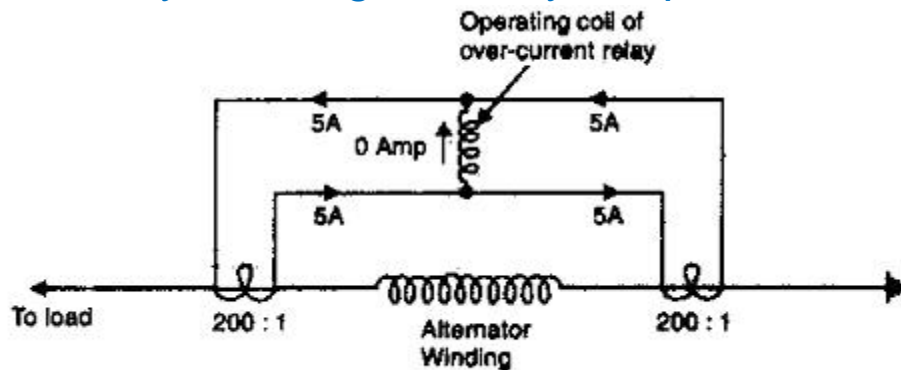 Operating coil of
over-current relay
5A
5A
0 Amp
5A
5A
To load
200 : 1
Alternator
Winding
200 : 1